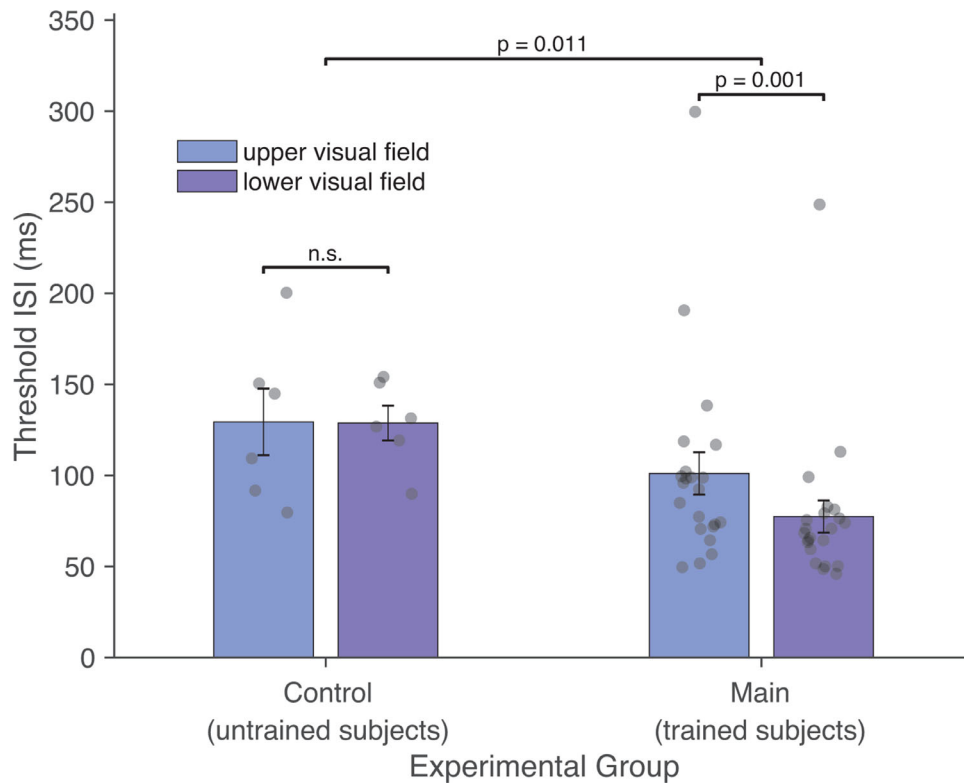 350
p = 0.011
p = 0.001
300
upper visual field
lower visual field
250
n.s.
200
150
100
50
0
Threshold ISI (ms)
Control
(untrained subjects)
Main
(trained subjects)
Experimental Group